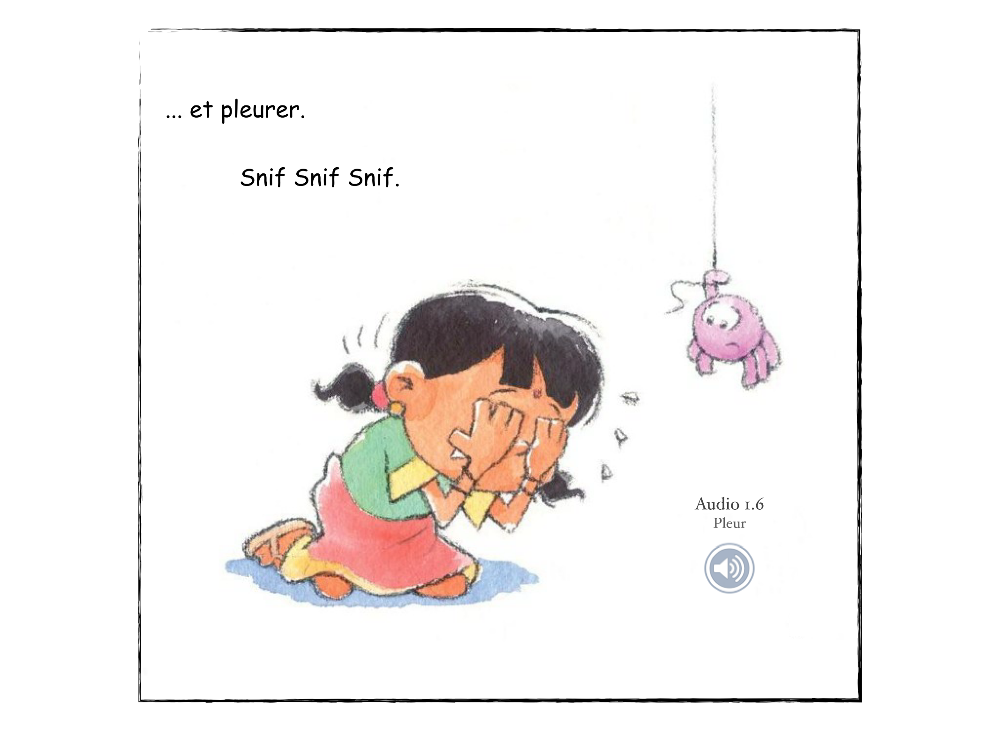 ... et pleurer.
Snif Snif Snif.
Audio 1.6
Pleur